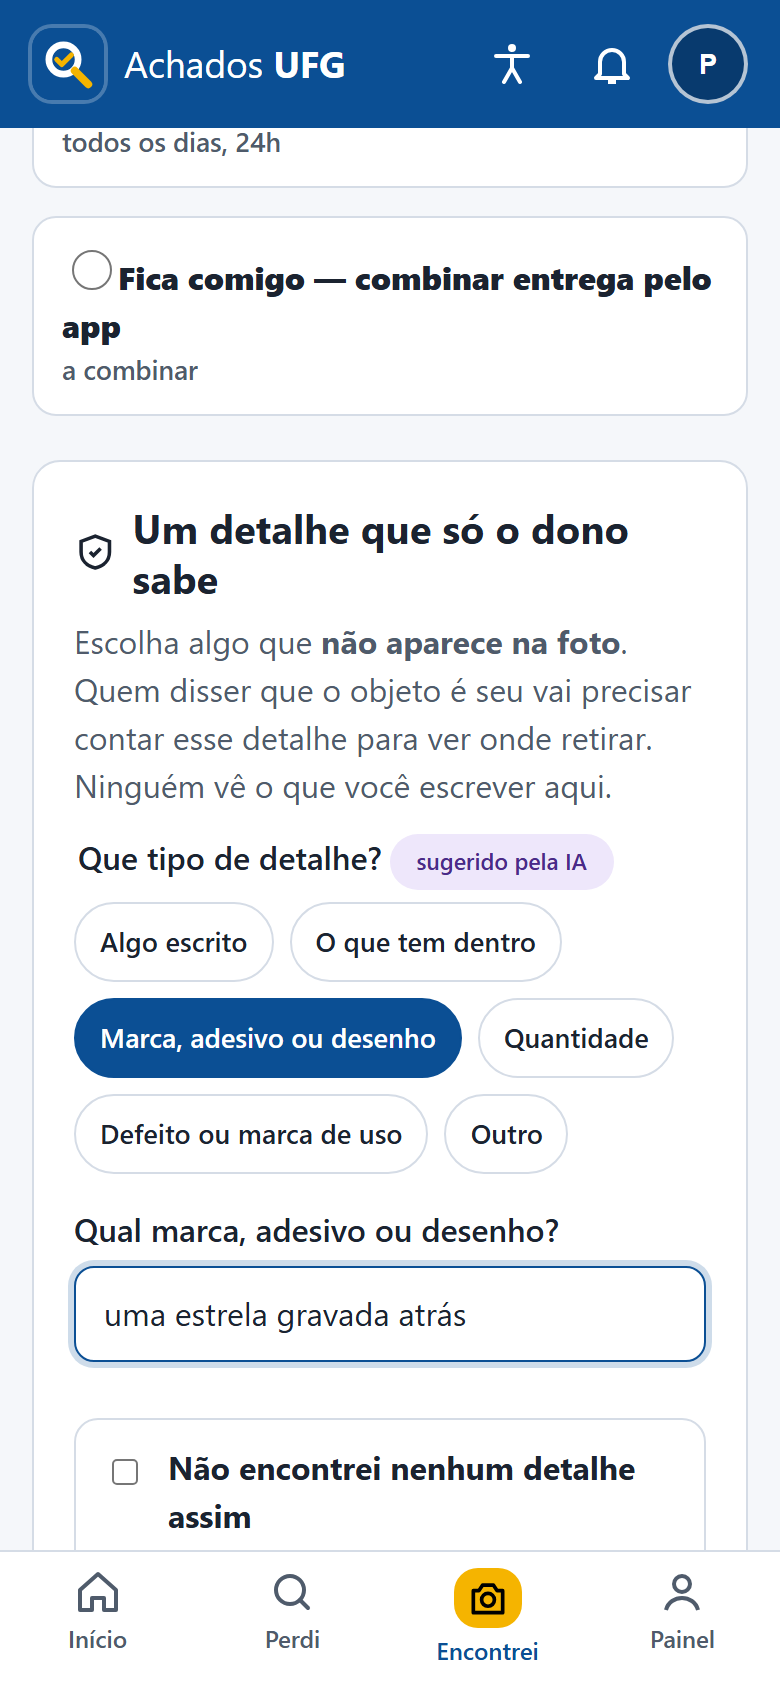 Achados UFG
P
todos os dias, 24h
Fica comigo — combinar entrega pelo
app
a combinar
Um detalhe que só o dono
sabe
Escolha algo que não aparece na foto.
Quem disser que o objeto é seu vai precisar
contar esse detalhe para ver onde retirar.
Ninguém vê o que você escrever aqui.
Que tipo de detalhe? sugerido pela IA
Algo escrito
O que tem dentro
Marca, adesivo ou desenho
Quantidade
Defeito ou marca de uso
Outro
Qual marca, adesivo ou desenho?
uma estrela gravada atrás
Não encontrei nenhum detalhe
assim
Início
Perdi
Encontrei
Painel